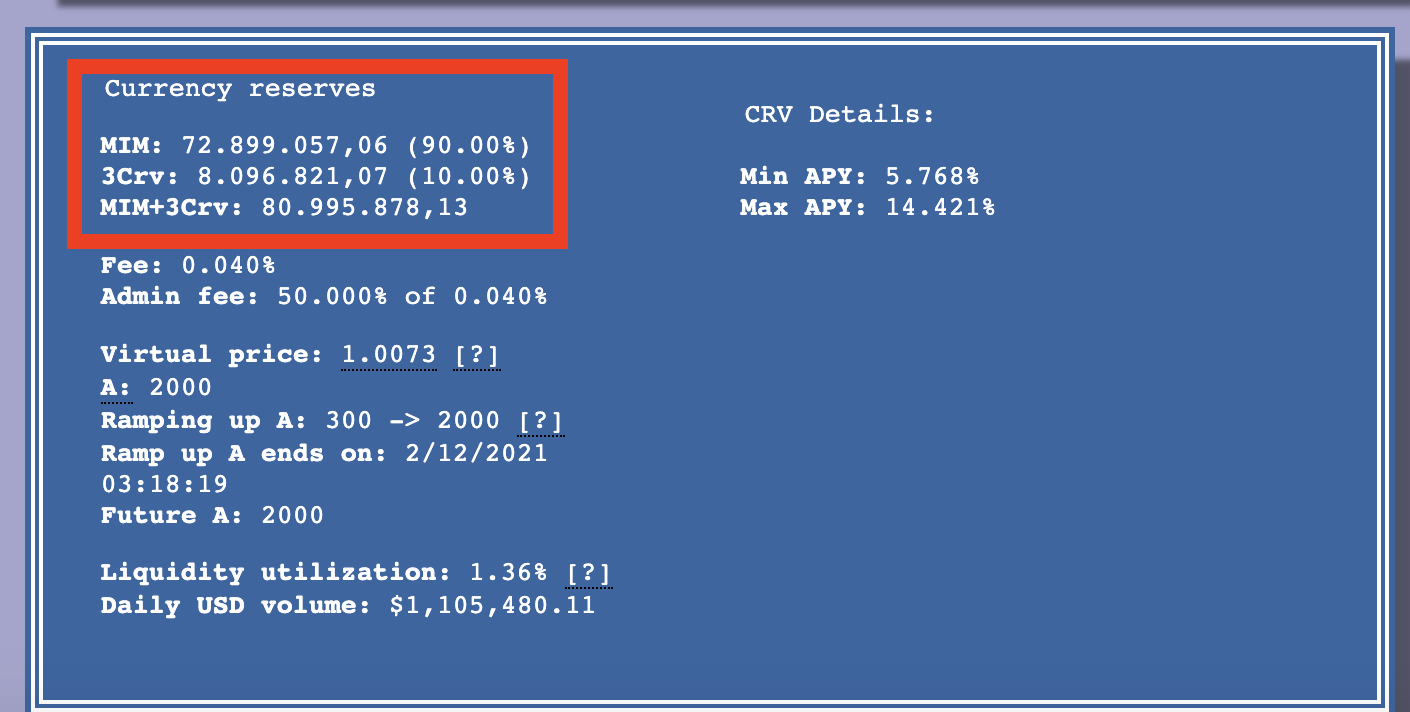 Currency reserves
MIM: 72.899.057,06 (90.00%)
3Crv: 8.096.821,07 (10.00%)
MIM+3Crv: 80.995.878,13
Fee: 0.040%
Admin fee: 50.000% of 0.040%
Virtual price: 1.0073 [?]
A: 2000
Ramping up A: 300 -> 2000 [?]
Ramp up A ends on: 2/12/2021
03:18:19
Future A: 2000
Liquidity utilization: 1.36% [?]
Daily USD volume: $1,105,480.11
CRV Details:
Min APY: 5.768%
Max APY: 14.421%